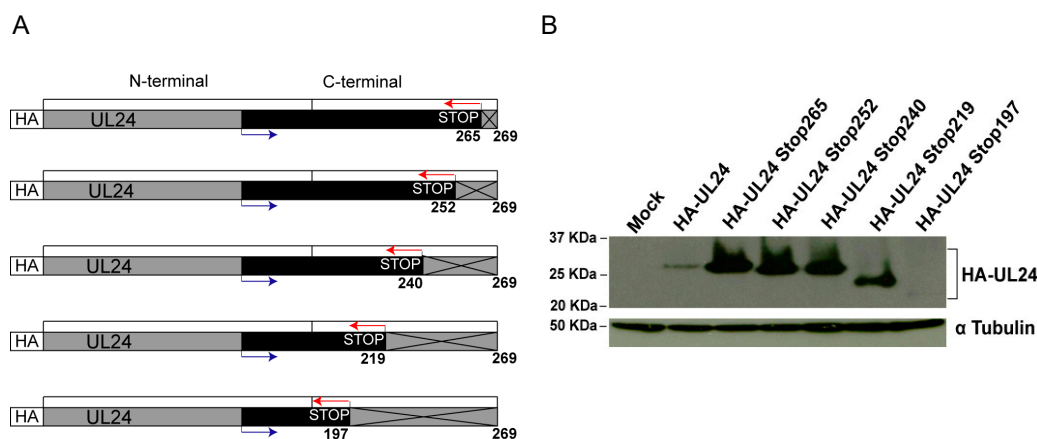 A
N-terminal
C-terminal
HA
UL24
STOP
265
269
HA
UL24
STOP
252
269
HA
UL24
STOP
240
269
HA
UL24
STOP
219
269
HA
UL24
STOP
197
269
B
Mock
HA-UL24
HA-UL24 Stop265
HA-UL24 Stop252
HA-UL24 Stop240
HA-UL24 Stop219
HA-UL24 Stop197
37 KDa
25 KDa
20 KDa
50 KDa
HA-UL24
α Tubulin